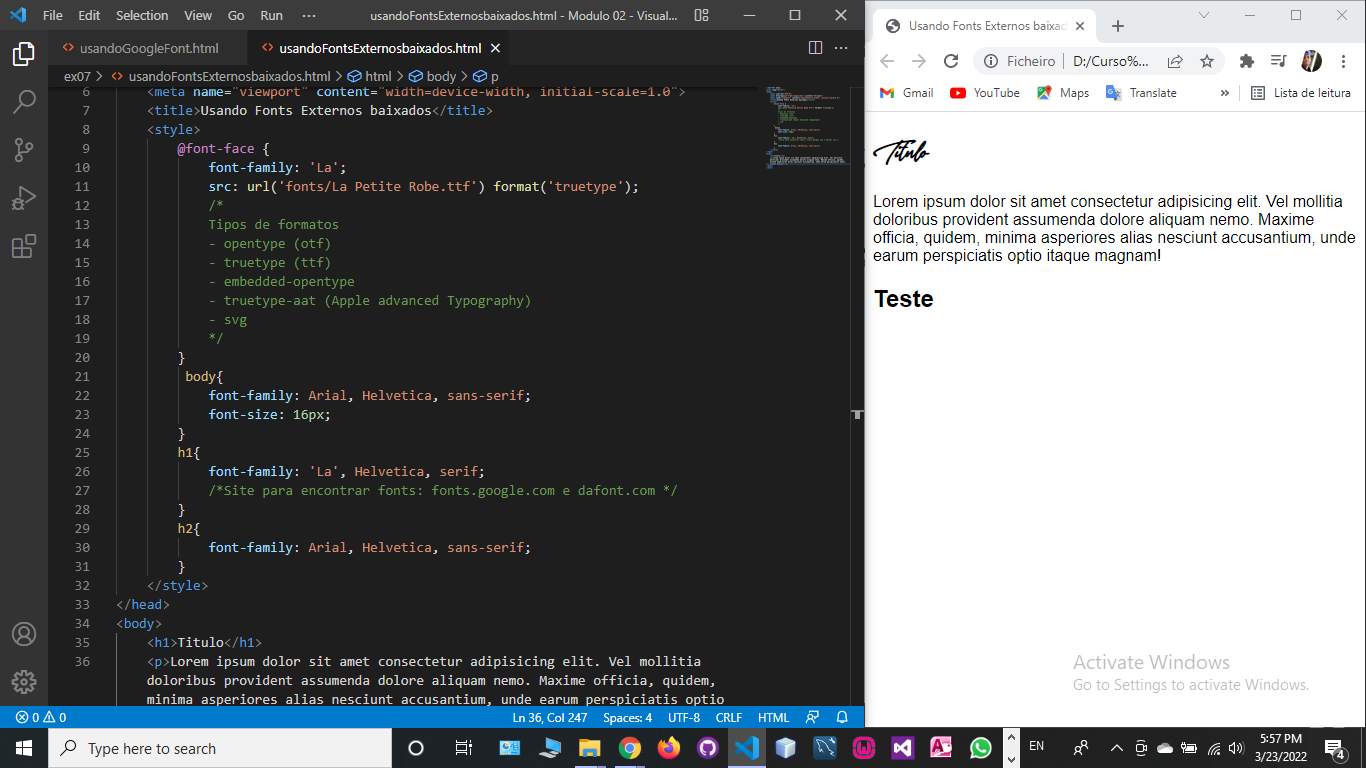 File Edit Selection View Go Run ··· usandoFontsExternosbaixados.html - Modulo 02 - Visual...
usandoGoogleFont.html usandoFontsExternosbaixados.html
ex07 > usandoFontsExternosbaixados.html > html > body > p
6 <meta name="viewport" content="width=device-width, initial-scale=1.0">
7 <title>Usando Fonts Externos baixados</title>
8 <style>
9 @font-face {
10 font-family: 'La';
11 src: url('fonts/La Petite Robe.ttf') format('truetype');
12 /*
13 Tipos de formatos
14 - opentype (otf)
15 - truetype (ttf)
16 - embedded-opentype
17 - truetype-aat (Apple advanced Typography)
18 - svg
19 */
20 }
21 body{
22 font-family: Arial, Helvetica, sans-serif;
23 font-size: 16px;
24 }
25 h1{
26 font-family: 'La', Helvetica, serif;
27 /*Site para encontrar fonts: fonts.google.com e dafont.com */
28 }
29 h2{
30 font-family: Arial, Helvetica, sans-serif;
31 }
32 </style>
33 </head>
34 <body>
35 <h1>Titulo</h1>
36 <p>Lorem ipsum dolor sit amet consectetur adipisicing elit. Vel mollitia
doloribus provident assumenda dolore aliquam nemo. Maxime officia, quidem,
minima asperiores alias nesciunt accusantium, unde earum perspiciatis optio
0 0 Ln 36, Col 247 Spaces: 4 UTF-8 CRLF HTML
Usando Fonts Externos baixad
Ficheiro D:/Curso%...
Gmail YouTube Maps Translate » Lista de leitura
Titulo
Lorem ipsum dolor sit amet consectetur adipisicing elit. Vel mollitia
doloribus provident assumenda dolore aliquam nemo. Maxime
officia, quidem, minima asperiores alias nesciunt accusantium, unde
earum perspiciatis optio itaque magnam!
Teste
Activate Windows
Go to Settings to activate Windows.
Type here to search
EN
5:57 PM
3/23/2022
4